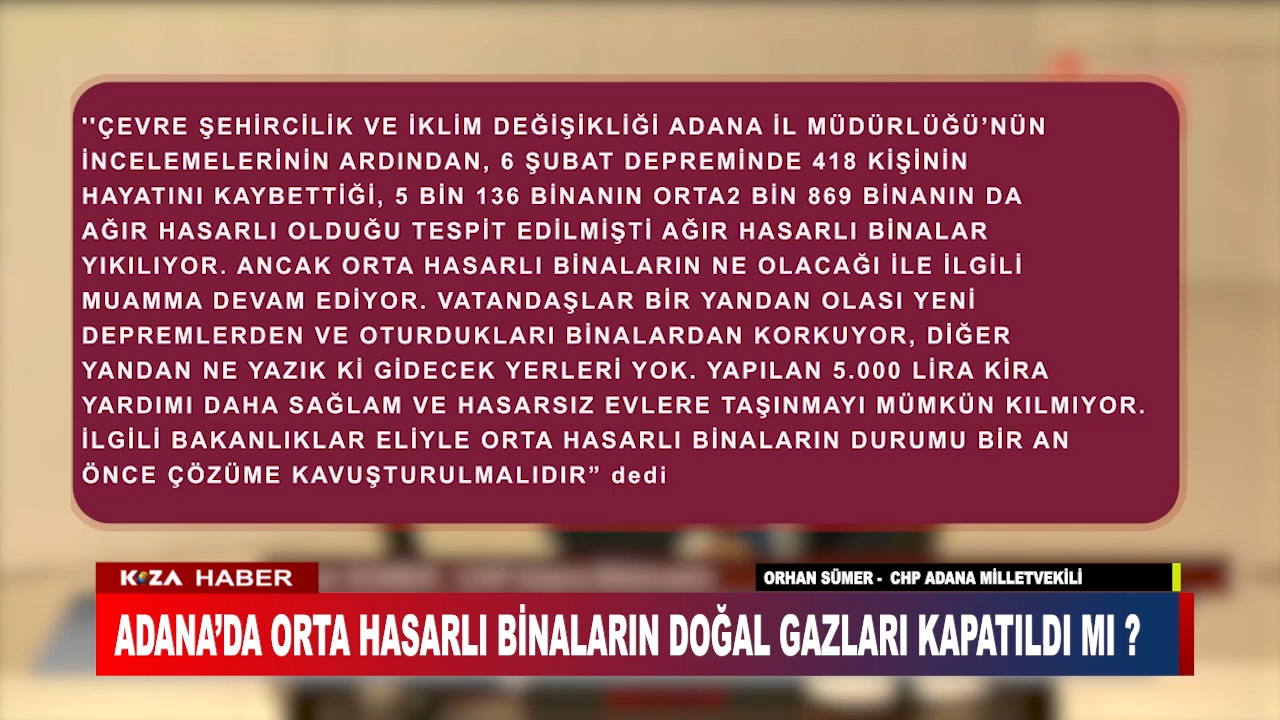 ''ÇEVRE ŞEHİRCİLİK VE İKLİM DEĞİŞİKLİĞİ ADANA İL MÜDÜRLÜĞÜ’NÜN
İNCELEMELERİNİN ARDINDAN, 6 ŞUBAT DEPREMİNDE 418 KİŞİNİN
HAYATINI KAYBETTİĞİ, 5 BİN 136 BİNANIN ORTA2 BİN 869 BİNANIN DA
AĞIR HASARLI OLDUĞU TESPİT EDİLMİŞTİ AĞIR HASARLI BİNALAR
YIKILIYOR. ANCAK ORTA HASARLI BİNALARIN NE OLACAĞI İLE İLGİLİ
MUAMMA DEVAM EDİYOR. VATANDAŞLAR BİR YANDAN OLASI YENİ
DEPREMLERDEN VE OTURDUKLARI BİNALARDAN KORKUYOR, DİĞER
YANDAN NE YAZIK Kİ GİDECEK YERLERİ YOK. YAPILAN 5.000 LİRA KİRA
YARDIMI DAHA SAĞLAM VE HASARSIZ EVLERE TAŞINMAYI MÜMKÜN KILMIYOR.
İLGİLİ BAKANLIKLAR ELİYLE ORTA HASARLI BİNALARIN DURUMU BİR AN
ÖNCE ÇÖZÜME KAVUŞTURULMALIDIR” dedi
KOZA HABER
ORHAN SÜMER - CHP ADANA MİLLETVEKİLİ
ADANA’DA ORTA HASARLI BİNALARIN DOĞAL GAZLARI KAPATILDI MI ?